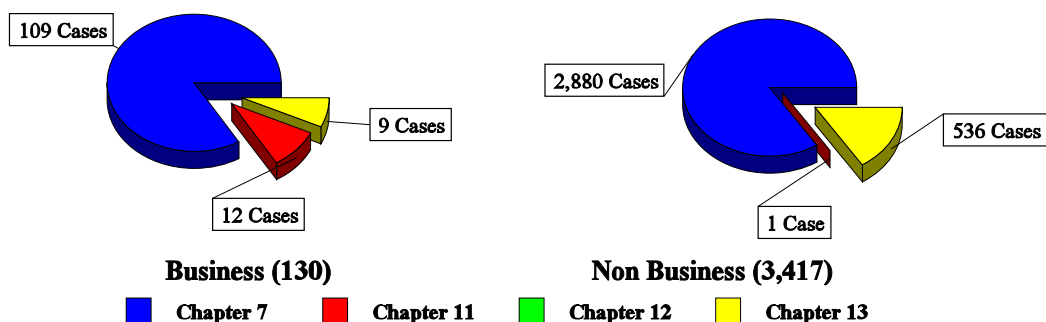 109 Cases
9 Cases
12 Cases
Business (130)
2,880 Cases
536 Cases
1 Case
Non Business (3,417)
Chapter 7
Chapter 11
Chapter 12
Chapter 13